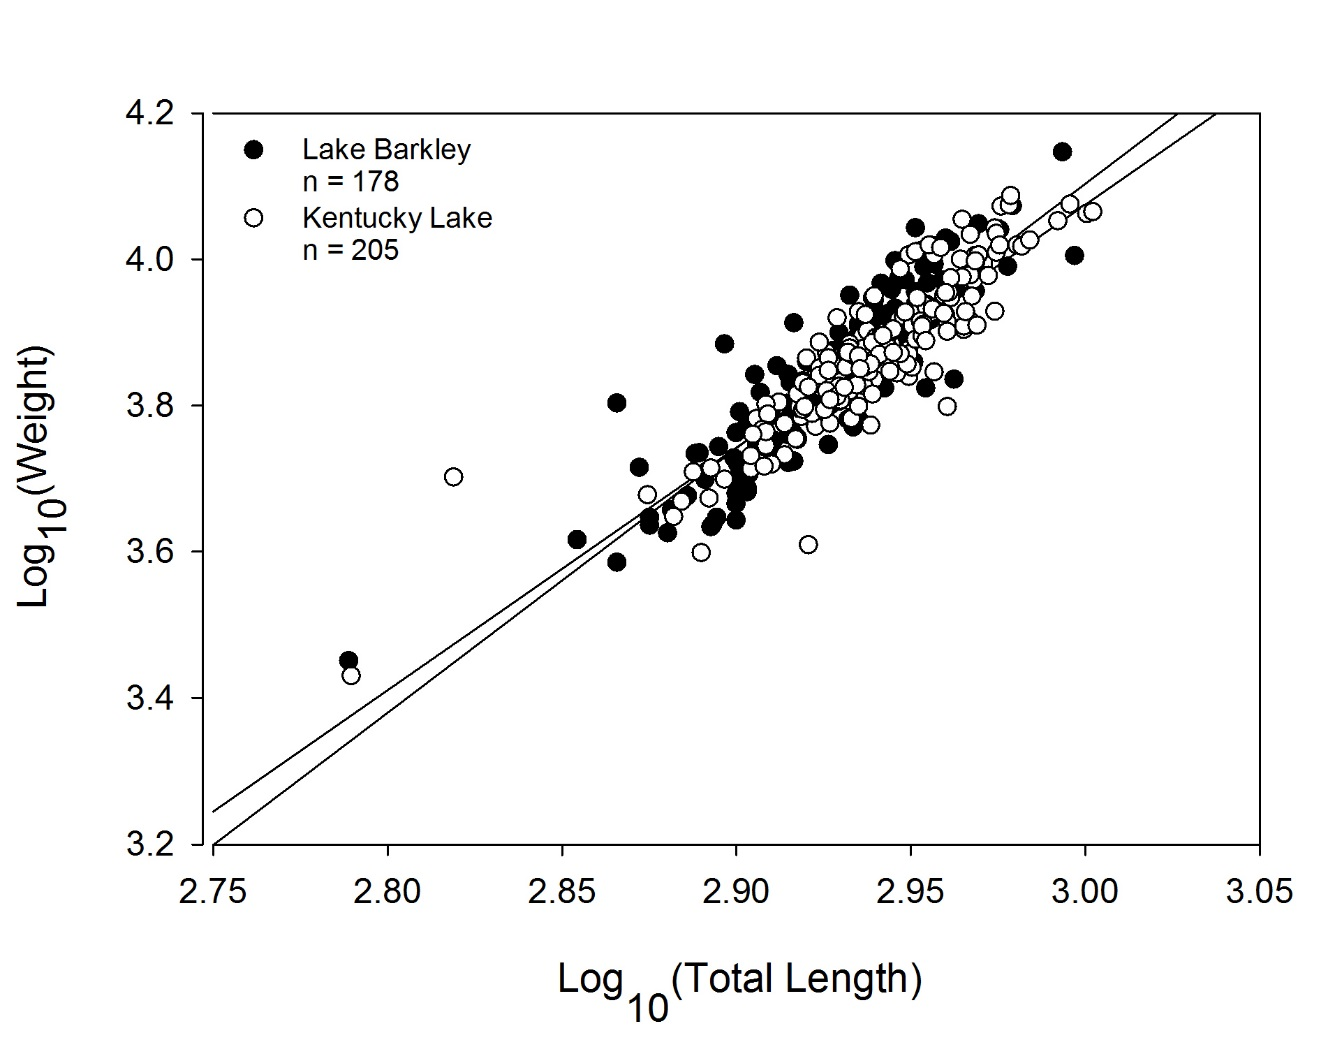 4.2
4.0
3.8
3.6
3.4
3.2
Log10(Weight)
Lake Barkley
n = 178
Kentucky Lake
n = 205
2.75 2.80 2.85 2.90 2.95 3.00 3.05
Log10(Total Length)